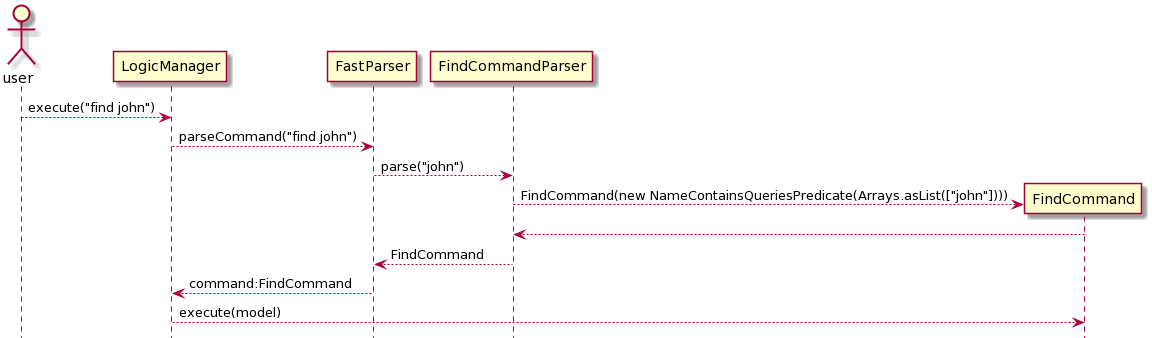 user
LogicManager
FastParser
FindCommandParser
execute("find john")
parseCommand("find john")
parse("john")
FindCommand(new NameContainsQueriesPredicate(Arrays.asList(["john"])))
FindCommand
FindCommand
command:FindCommand
execute(model)